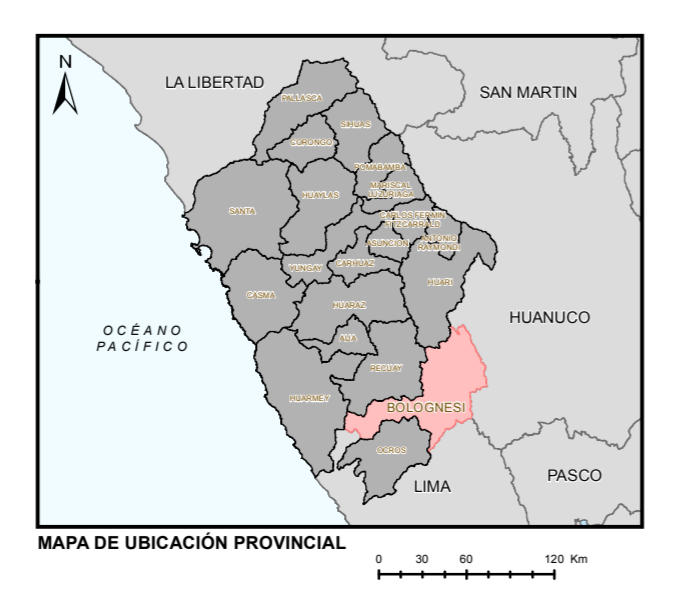 N
LA LIBERTAD
SAN MARTIN
PALLASCA
SIHUAS
CORONGO
POMABAMBA
MARISCAL
LUZURIAGA
HUAYLAS
SANTA
CARLOS FERMIN
FITZCARRALD
ANTONIO
RAYMONDI
ASUNCION
YUNGAY
CARHUAZ
HUARI
CASMA
HUARAZ
HUANUCO
OCÉANO
PACÍFICO
AIJA
RECUAY
HUARMEY
BOLOGNESI
OCROS
PASCO
LIMA
MAPA DE UBICACIÓN PROVINCIAL
0 30 60 120 Km